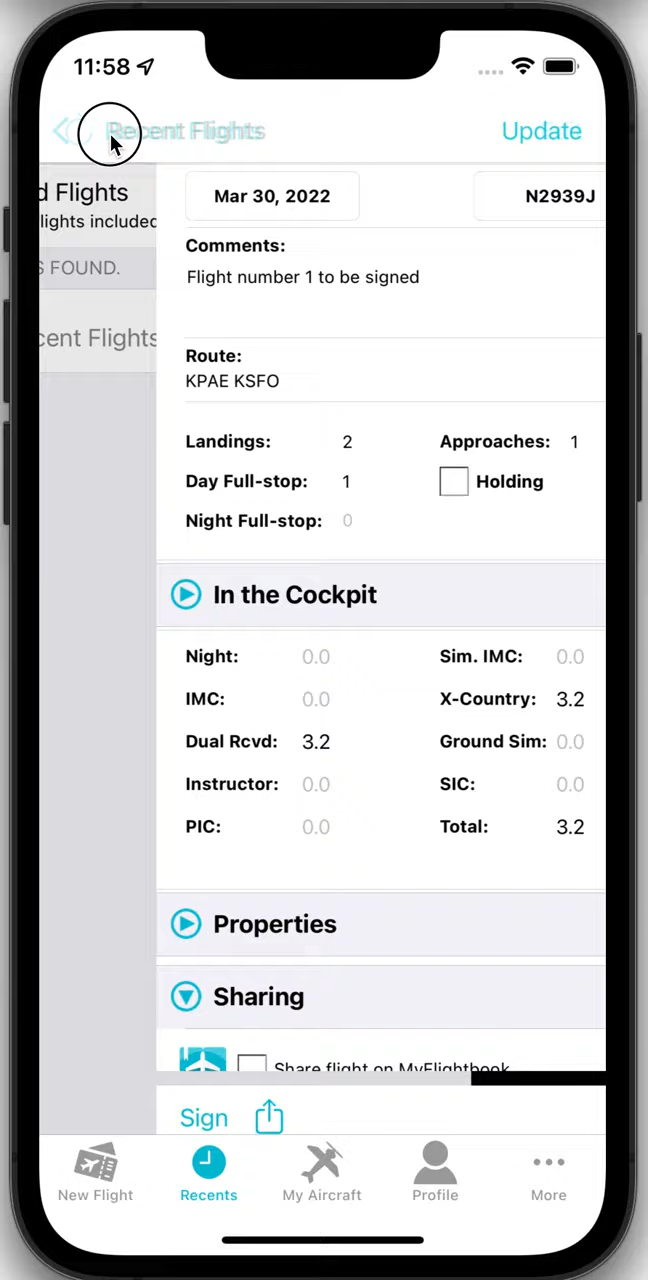 11:58
Recent Flights
Update
d Flights
lights included
S FOUND.
cent Flights
Mar 30, 2022
N2939J
Comments:
Flight number 1 to be signed
Route:
KPAE KSFO
Landings: 2
Approaches: 1
Day Full-stop: 1
Holding
Night Full-stop: 0
In the Cockpit
Night: 0.0
Sim. IMC: 0.0
IMC: 0.0
X-Country: 3.2
Dual Rcvd: 3.2
Ground Sim: 0.0
Instructor: 0.0
SIC: 0.0
PIC: 0.0
Total: 3.2
Properties
Sharing
Share flight on MyFlightbook
Sign
New Flight
Recents
My Aircraft
Profile
More